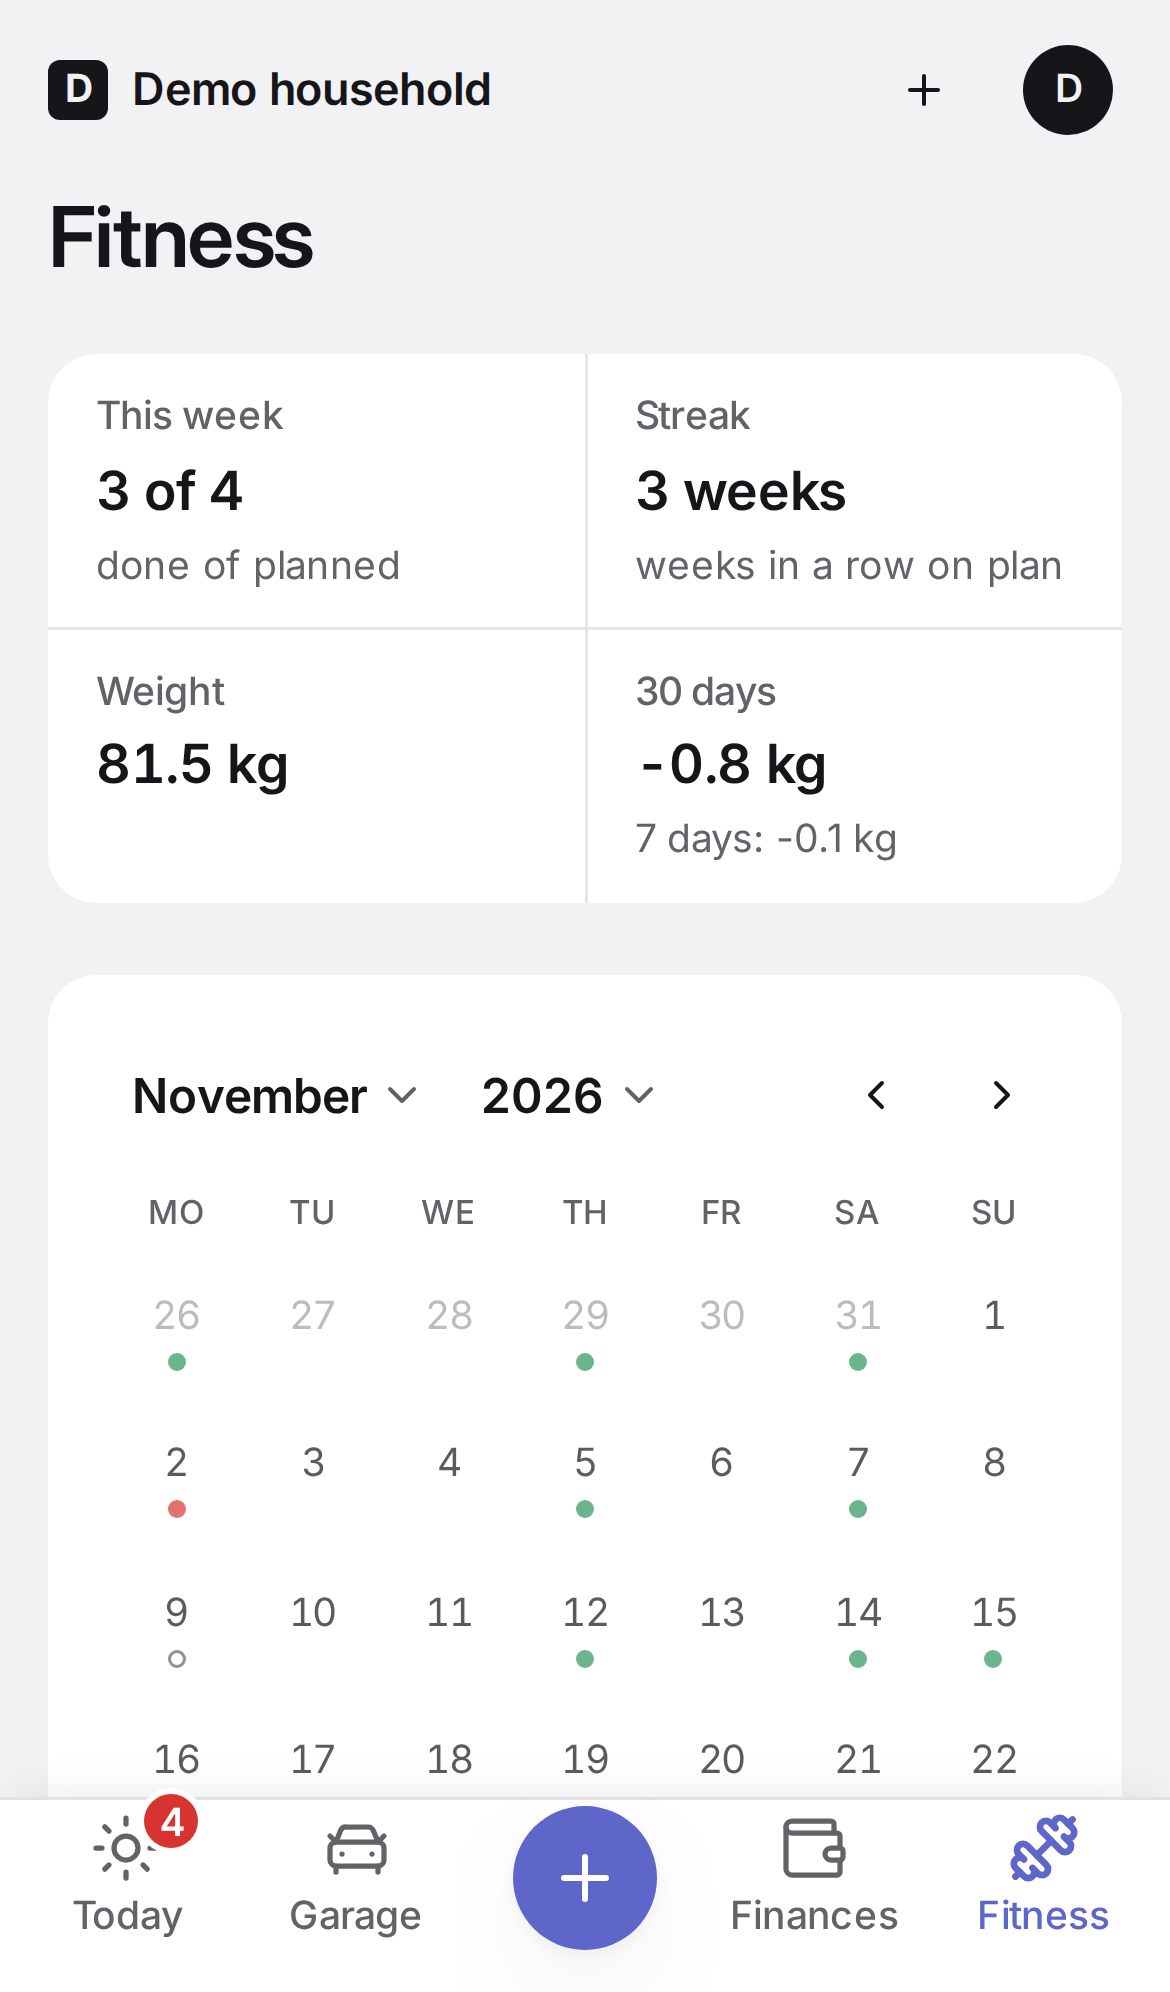 D Demo household D
Fitness
This week
3 of 4
done of planned
Streak
3 weeks
weeks in a row on plan
Weight
81.5 kg
30 days
-0.8 kg
7 days: -0.1 kg
November 2026
MO TU WE TH FR SA SU
26 27 28 29 30 31 1
2 3 4 5 6 7 8
9 10 11 12 13 14 15
16 17 18 19 20 21 22
4
Today Garage Finances Fitness